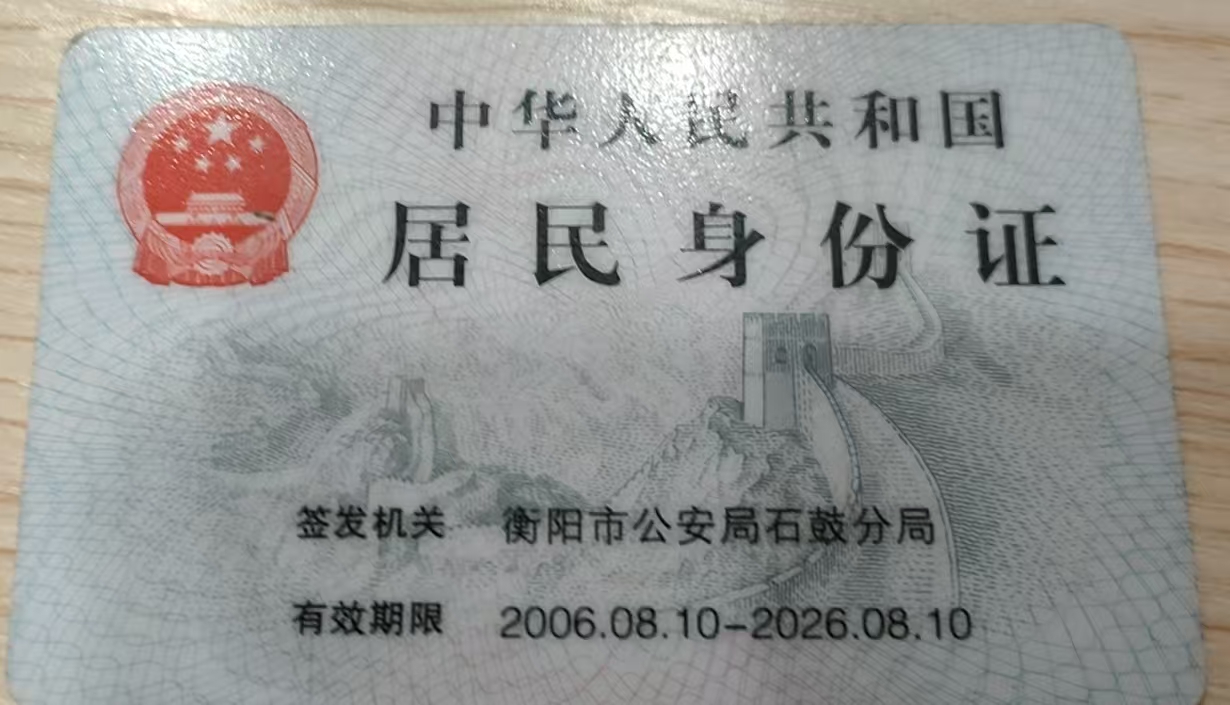 中华人民共和国
居民身份证
签发机关 衡阳市公安局石鼓分局
有效期限 2006.08.10-2026.08.10